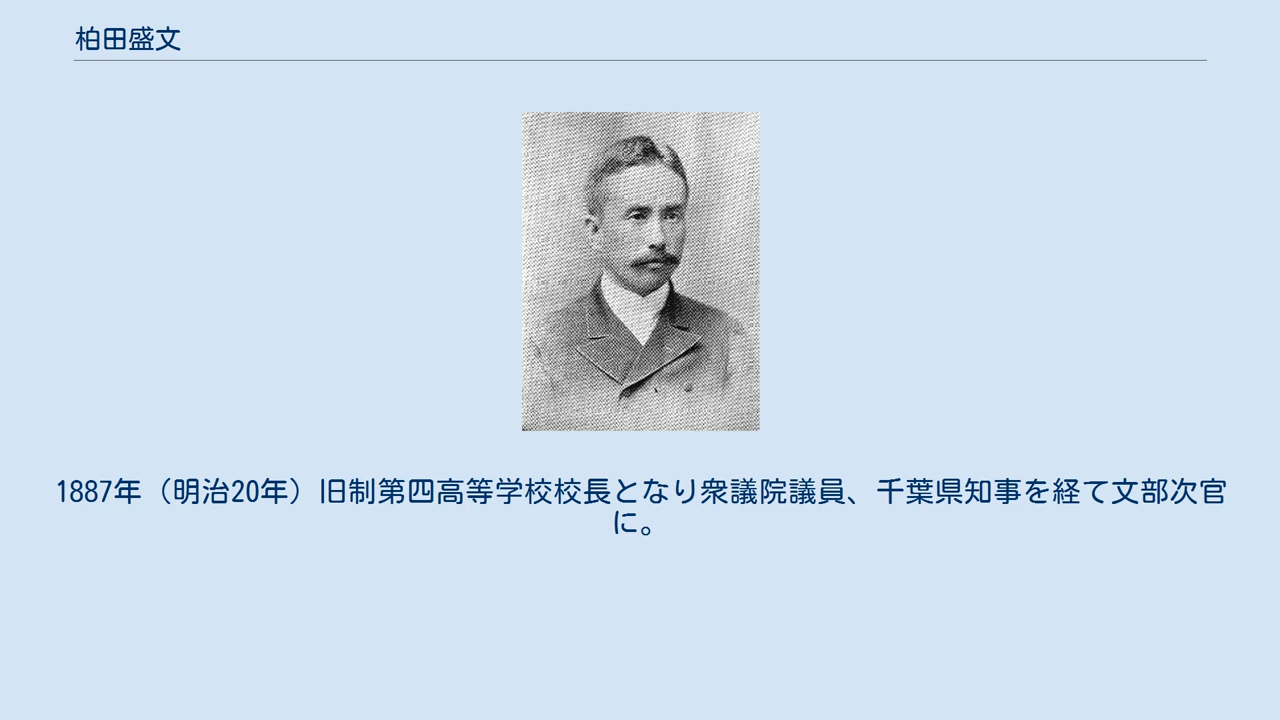 柏田盛文
1887年（明治20年）旧制第四高等学校校長となり衆議院議員、千葉県知事を経て文部次官
に。